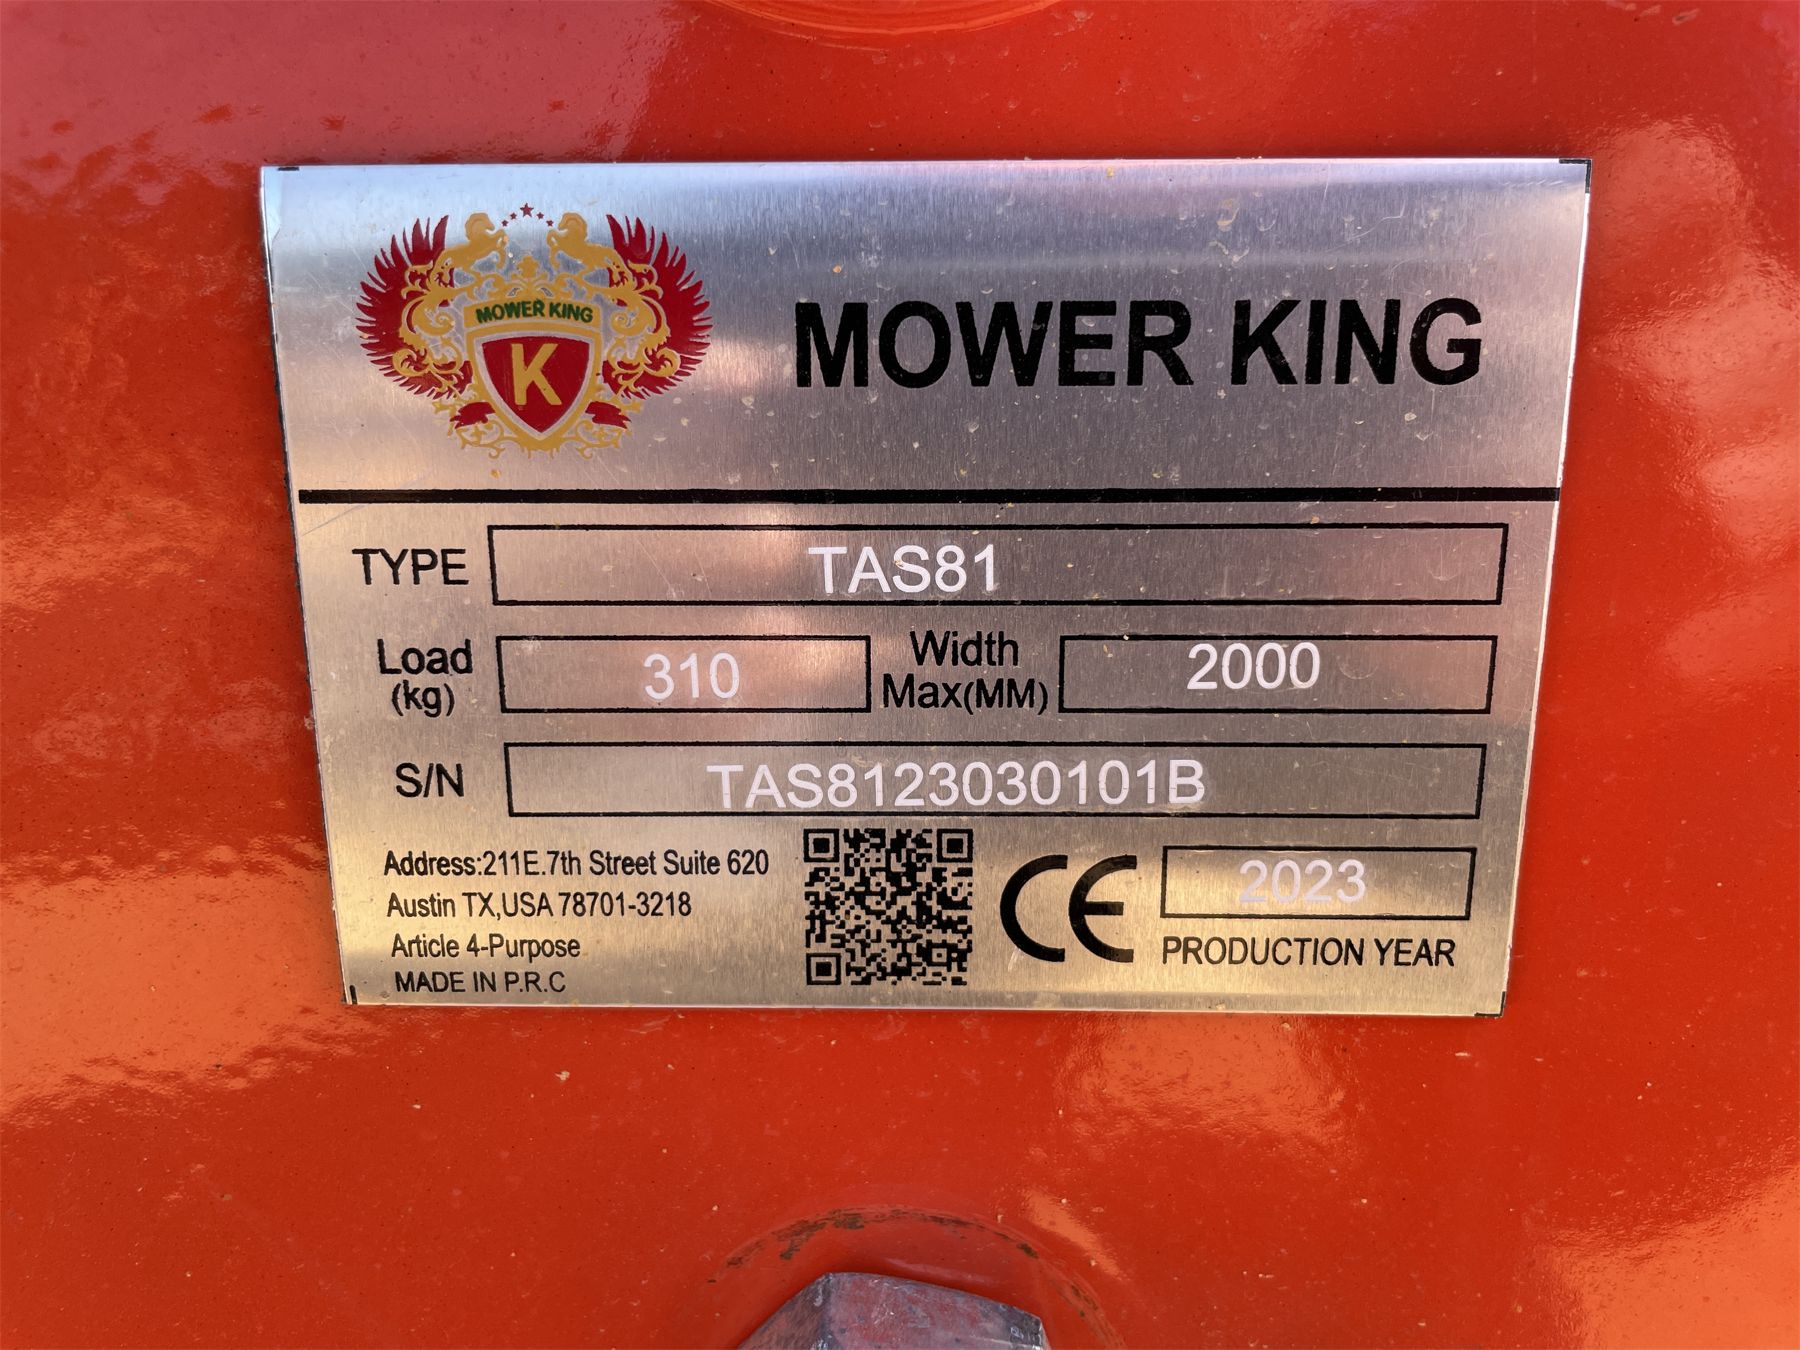 MOWER KING
K
MOWER KING
TYPE TAS81
Load (kg) 310 Width Max(MM) 2000
S/N TAS8123030101B
Address:211E.7th Street Suite 620
Austin TX,USA 78701-3218
Article 4-Purpose
MADE IN P.R.C
CE
2023
PRODUCTION YEAR